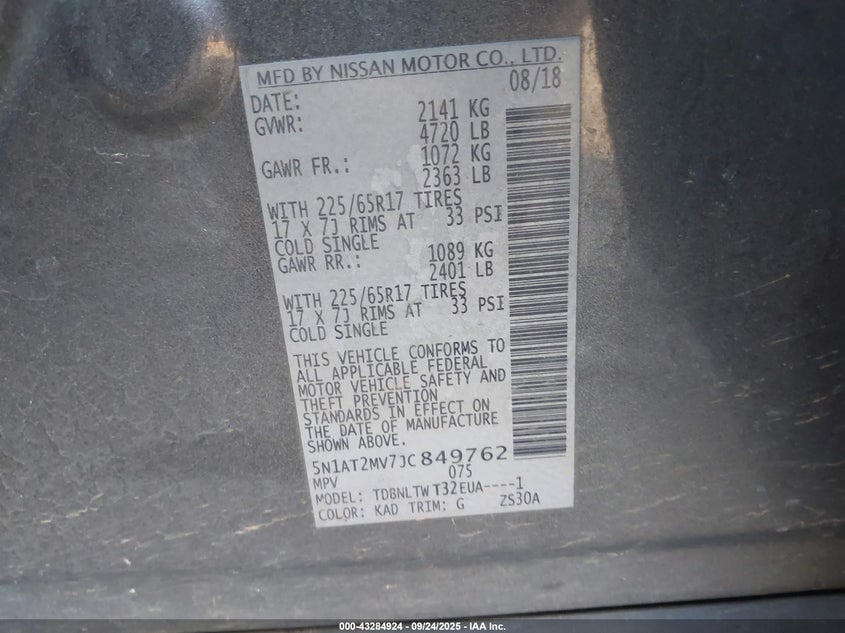 MFD BY NISSAN MOTOR CO., LTD.
DATE: 08/18
GVWR: 2141 KG
4720 LB
GAWR FR.: 1072 KG
2363 LB
WITH 225/65R17 TIRES
17 X 7J RIMS AT 33 PSI
COLD SINGLE
GAWR RR.: 1089 KG
2401 LB
WITH 225/65R17 TIRES
17 X 7J RIMS AT 33 PSI
COLD SINGLE
THIS VEHICLE CONFORMS TO
ALL APPLICABLE FEDERAL
MOTOR VEHICLE SAFETY AND
THEFT PREVENTION
STANDARDS IN EFFECT ON
THE DATE OF MANUFACTURE
SHOWN ABOVE.
5N1AT2MV7JC849762
MPV 075
MODEL: TDBNLTW T32EUA----1
COLOR: KAD TRIM: G ZS30A
000-43284924 - 09/24/2025 - IAA Inc.